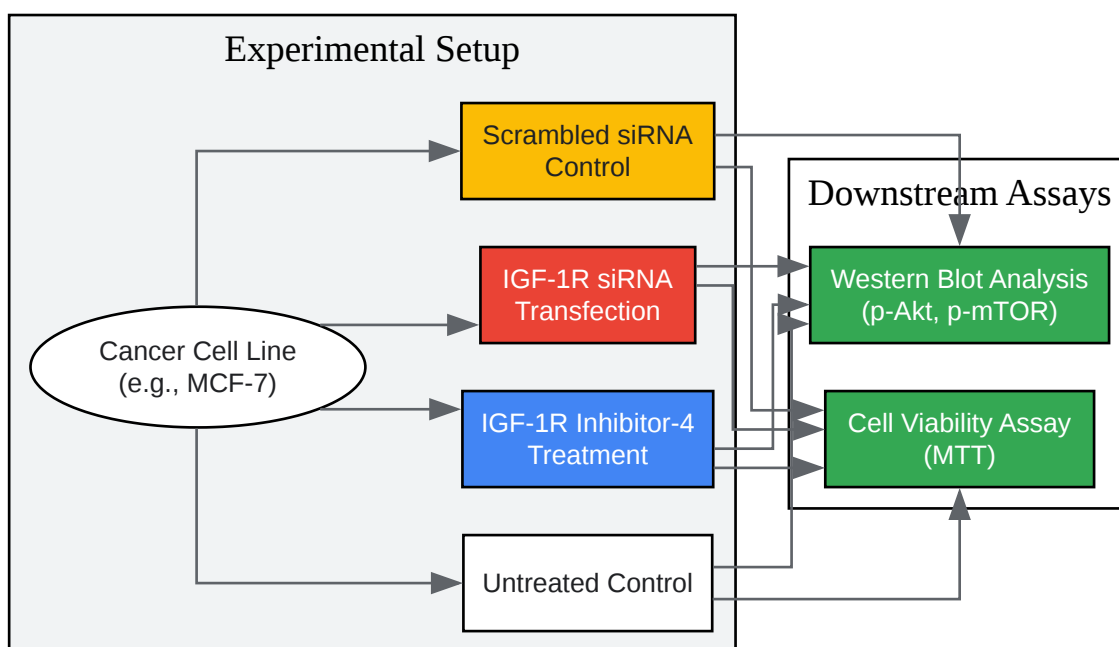 Experimental Setup
Scrambled siRNA
Control
IGF-1R siRNA
Transfection
Cancer Cell Line
(e.g., MCF-7)
IGF-1R Inhibitor-4
Treatment
Untreated Control
Downstream Assays
Western Blot Analysis
(p-Akt, p-mTOR)
Cell Viability Assay
(MTT)